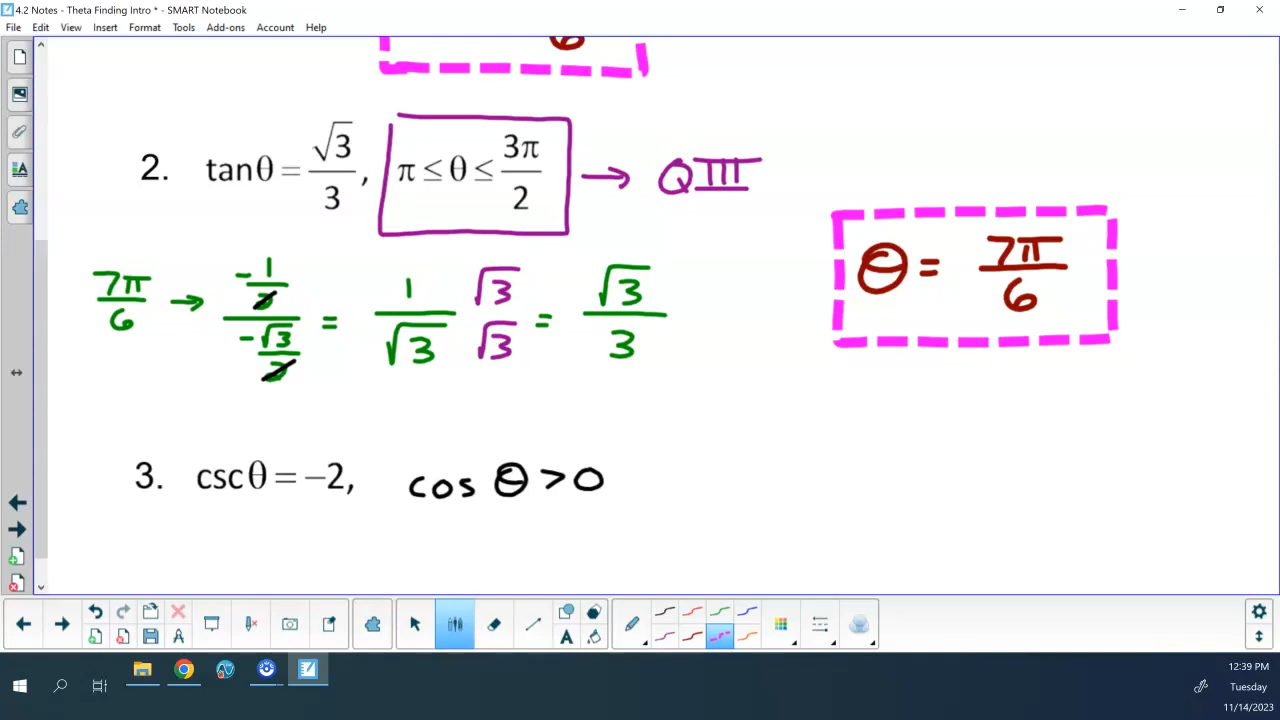 4.2 Notes - Theta Finding Intro * - SMART Notebook
File Edit View Insert Format Tools Add-ons Account Help
6
2. tanθ = √3/3, π ≤ θ ≤ 3π/2 → QIII
θ = 7π/6
7π/6 → (-1/2)/(-√3/2) = 1/√3 √3/√3 = √3/3
3. cscθ = −2, cos θ > 0
12:39 PM
Tuesday
11/14/2023